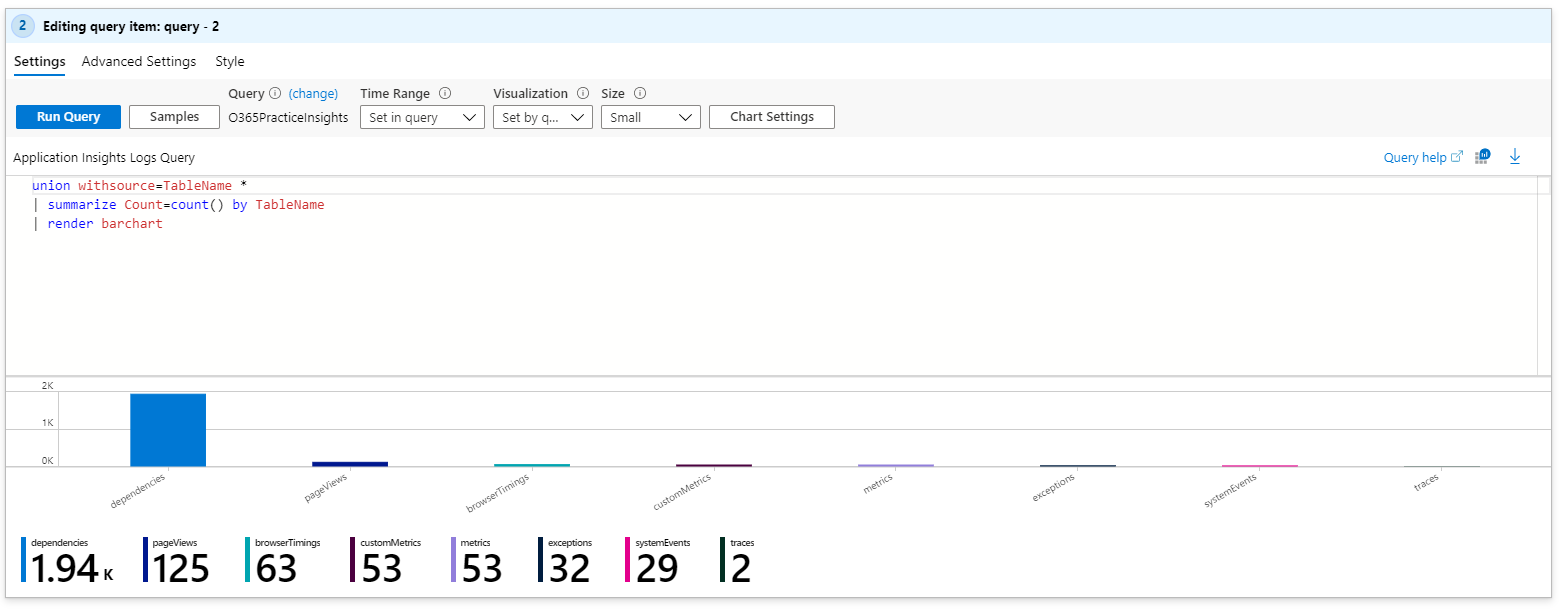 2 Editing query item: query - 2
Settings Advanced Settings Style
Query (change) Time Range Visualization Size
Run Query Samples O365PracticeInsights Set in query Set by q... Small Chart Settings
Application Insights Logs Query Query help
union withsource=TableName *
| summarize Count=count() by TableName
| render barchart
2K
1K
0K
dependencies pageViews browserTimings customMetrics metrics exceptions systemEvents traces
dependencies pageViews browserTimings customMetrics metrics exceptions systemEvents traces
1.94 K 125 63 53 53 32 29 2